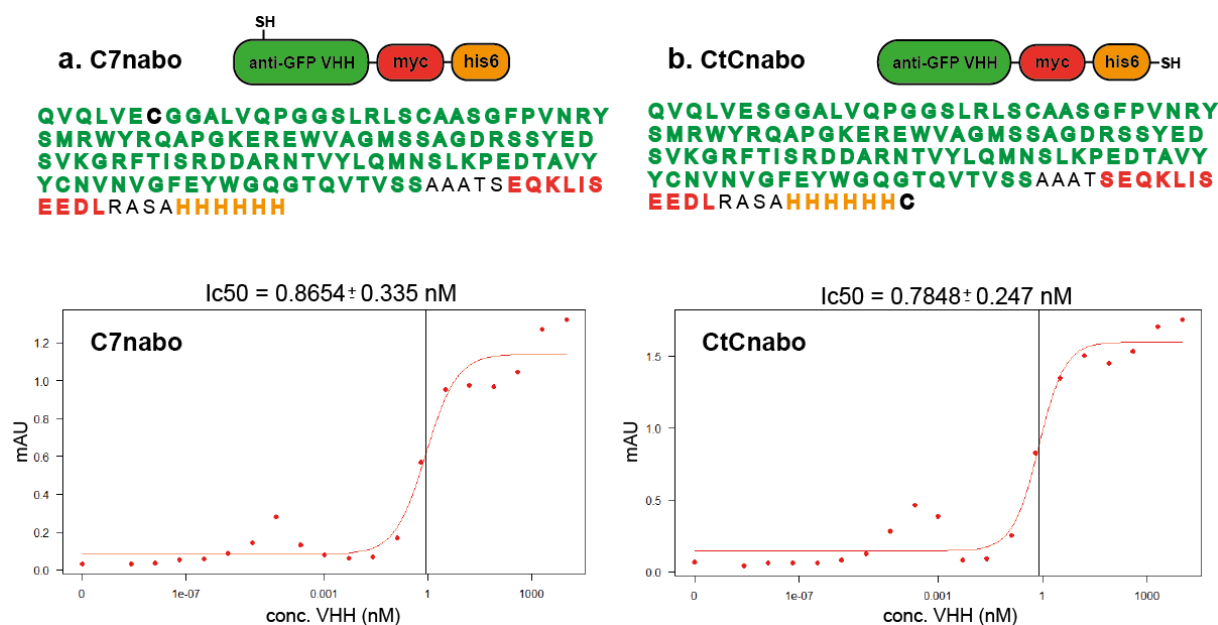 a. C7nabo
SH
anti-GFP VHH
myc
his6
QVQLVECGGALVQPGGSLRLSCAASGFPVNRY
SMRWYRQAPGKEREWVAGMSSAGDRSSYED
SVKGRFTISRDDARNTVYLQMNSLKPEDTAVY
YCNVNVGFEYWGQGTQVTVSSAAATSEQKLIS
EEDLRASAHHHHHH
b. CtCnabo
anti-GFP VHH
myc
his6
SH
QVQLVESGGALVQPGGSLRLSCAASGFPVNRY
SMRWYRQAPGKEREWVAGMSSAGDRSSYED
SVKGRFTISRDDARNTVYLQMNSLKPEDTAVY
YCNVNVGFEYWGQGTQVTVSSAAATSEQKLIS
EEDLRASAHHHHHHC
Ic50 = 0.8654 ± 0.335 nM
C7nabo
mAU
1.2
1.0
0.8
0.6
0.4
0.2
0.0
0 1e-07 0.001 1 1000
conc. VHH (nM)
Ic50 = 0.7848 ± 0.247 nM
CtCnabo
mAU
1.5
1.0
0.5
0.0
0 1e-07 0.001 1 1000
conc. VHH (nM)